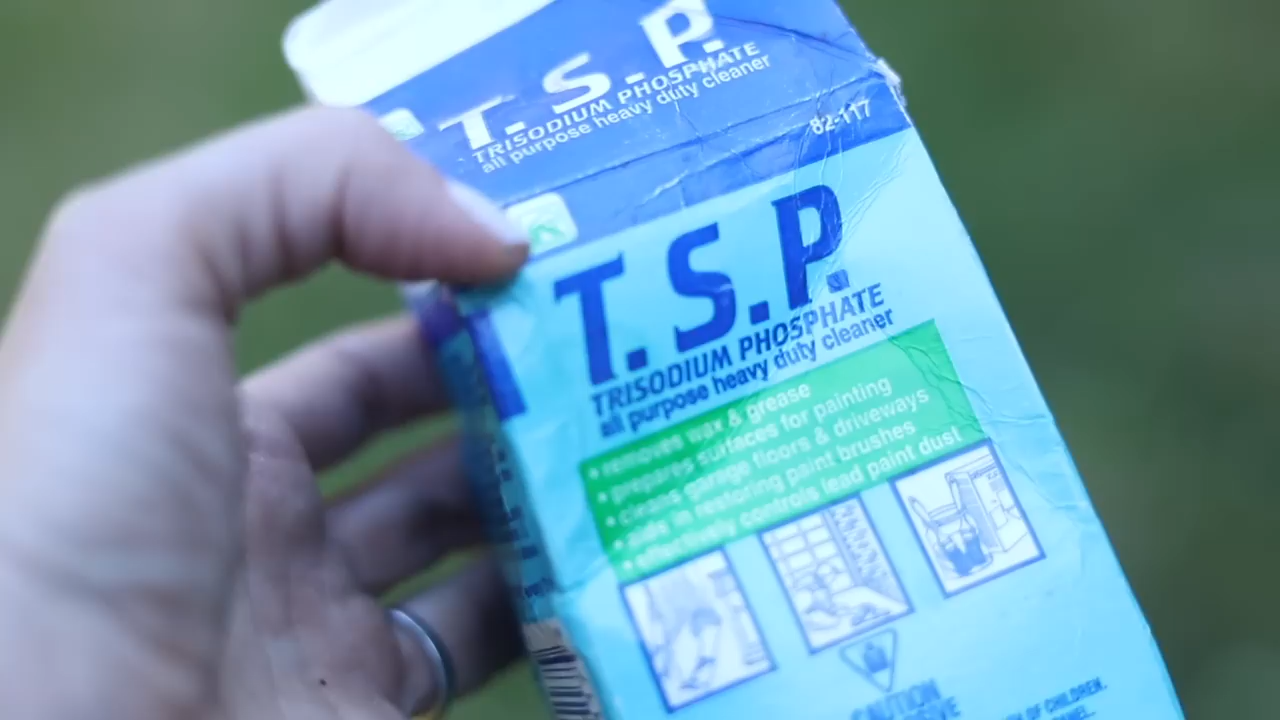 T.S.P.
TRISODIUM PHOSPHATE
all purpose heavy duty cleaner
82-117
T.S.P.
TRISODIUM PHOSPHATE
all purpose heavy duty cleaner
• removes wax & grease
• prepares surfaces for painting
• cleans garage floors & driveways
• aids in restoring paint brushes
• effectively controls lead paint dust
CAUTION
OF CHILDREN.